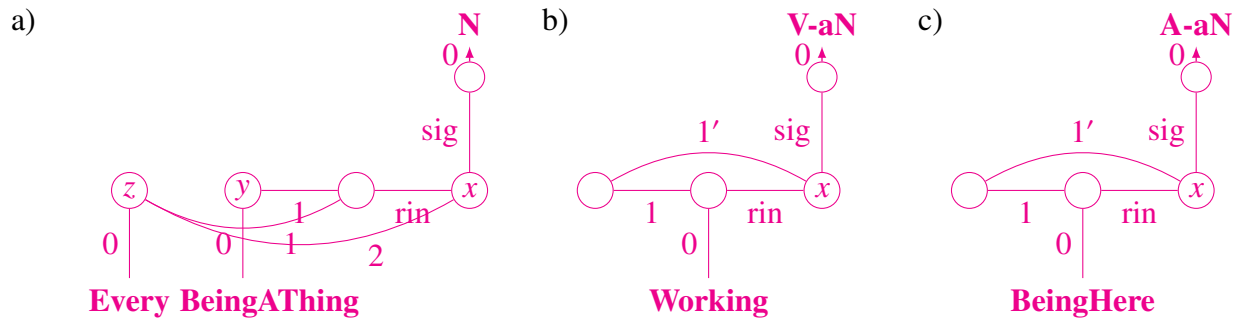 a) N b) V-aN c) A-aN
0 0 0
sig sig sig
1′ 1′
z y x x x
1 rin 1 rin 1 rin
0 0 1 2 0 0
Every BeingAThing Working BeingHere